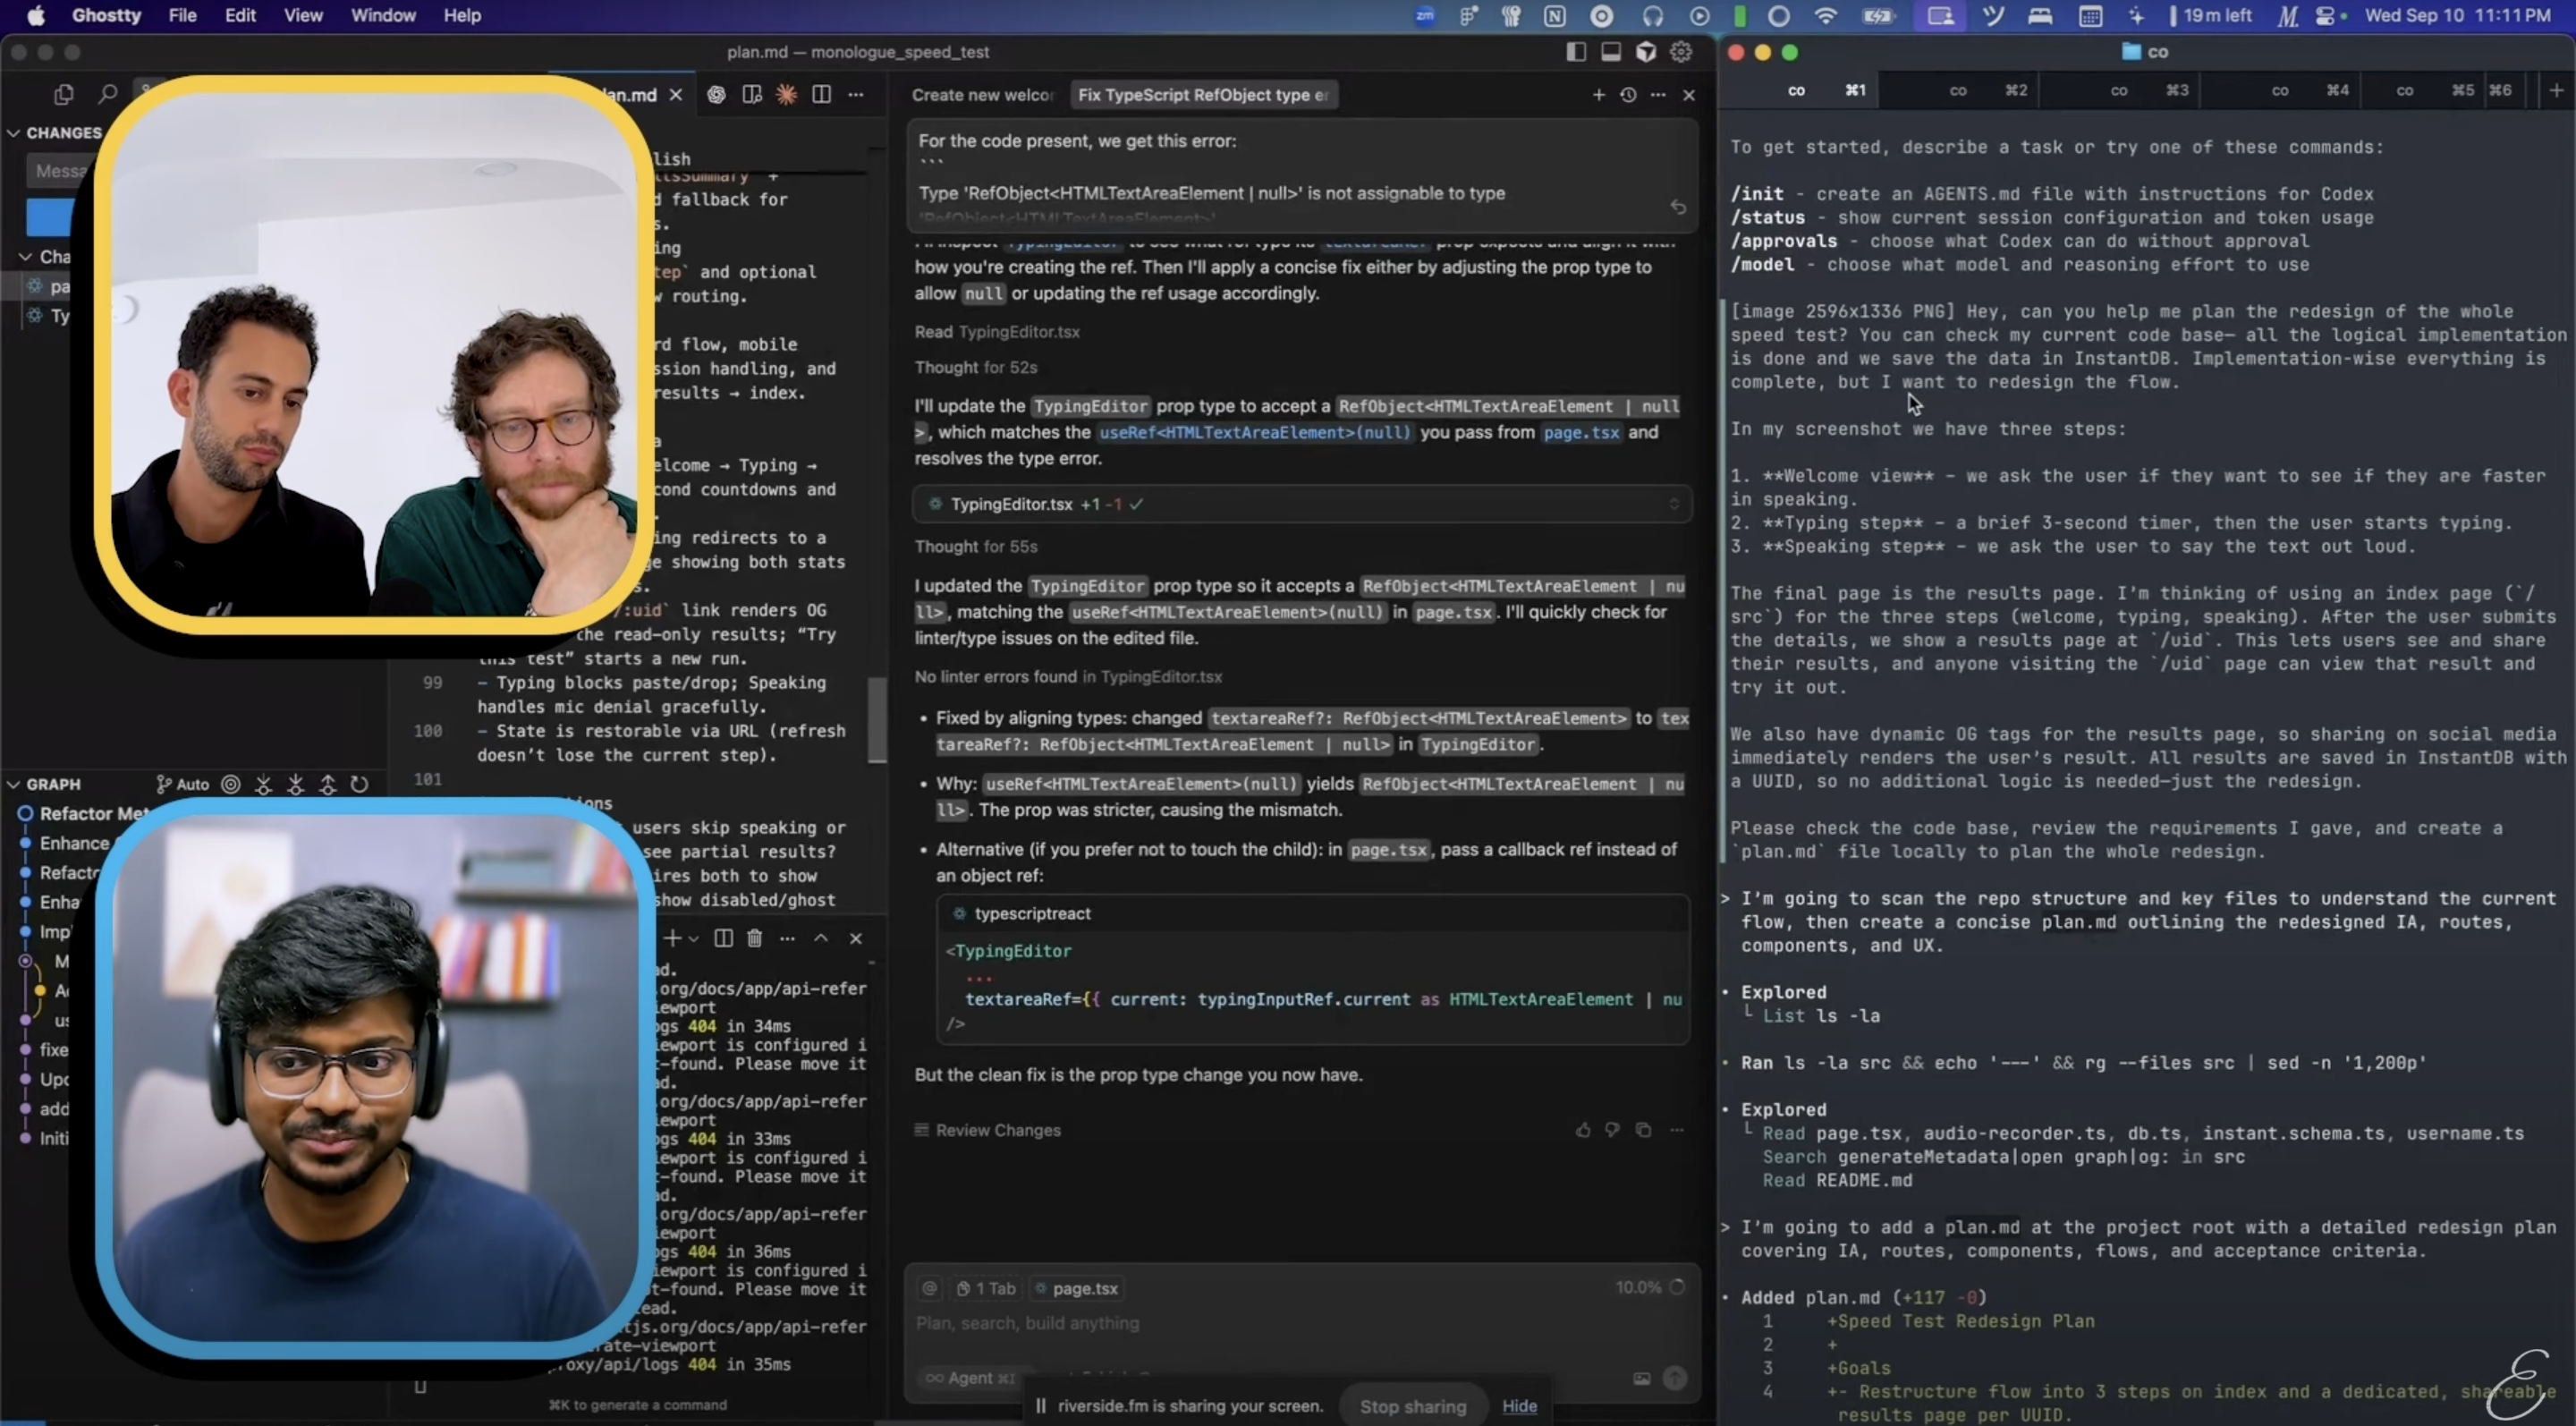 Ghostty File Edit View Window Help
zm
19m left
Wed Sep 10 11:11PM
plan.md — monologue_speed_test
an.md
CHANGES
Messa
Cha
pa
Ty
lish
d fallback for
s.
ing
tep` and optional
w routing.
rd flow, mobile
ssion handling, and
results → index.
a
elcome → Typing →
cond countdowns and
ing redirects to a
ge showing both stats
s.
/:uid` link renders OG
the read-only results; “Try
this test” starts a new run.
99 - Typing blocks paste/drop; Speaking
handles mic denial gracefully.
100 - State is restorable via URL (refresh
doesn’t lose the current step).
101
ns
users skip speaking or
see partial results?
ires both to show
show disabled/ghost
GRAPH Auto
Refactor Met
Enhance
Refacto
Enha
Imp
M
Ac
us
fixe
Upd
add
Initi
ad.
.org/docs/app/api-refer
iewport
ogs 404 in 34ms
iewport is configured i
t-found. Please move it
ad.
.org/docs/app/api-refer
iewport
ogs 404 in 33ms
iewport is configured i
t-found. Please move it
ad.
.org/docs/app/api-refer
iewport
ogs 404 in 36ms
iewport is configured i
ot-found. Please move it
ead.
tjs.org/docs/app/api-refer
rate-viewport
roxy/api/logs 404 in 35ms
⌘K to generate a command
Create new welcor
Fix TypeScript RefObject type er
For the code present, we get this error:
```
Type 'RefObject<HTMLTextAreaElement | null>' is not assignable to type
'RefObject<HTMLTextAreaElement>'
how you're creating the ref. Then I'll apply a concise fix either by adjusting the prop type to
allow null or updating the ref usage accordingly.
Read TypingEditor.tsx
Thought for 52s
I'll update the TypingEditor prop type to accept a RefObject<HTMLTextAreaElement | null
>, which matches the useRef<HTMLTextAreaElement>(null) you pass from page.tsx and
resolves the type error.
TypingEditor.tsx +1 -1 ✓
Thought for 55s
I updated the TypingEditor prop type so it accepts a RefObject<HTMLTextAreaElement | nu
ll>, matching the useRef<HTMLTextAreaElement>(null) in page.tsx. I'll quickly check for
linter/type issues on the edited file.
No linter errors found in TypingEditor.tsx
• Fixed by aligning types: changed textareaRef?: RefObject<HTMLTextAreaElement> to tex
tareaRef?: RefObject<HTMLTextAreaElement | null> in TypingEditor.
• Why: useRef<HTMLTextAreaElement>(null) yields RefObject<HTMLTextAreaElement | nu
ll>. The prop was stricter, causing the mismatch.
• Alternative (if you prefer not to touch the child): in page.tsx, pass a callback ref instead of
an object ref:
typescriptreact
<TypingEditor
...
textareaRef={{ current: typingInputRef.current as HTMLTextAreaElement | nu
/>
But the clean fix is the prop type change you now have.
Review Changes
@ 1 Tab page.tsx
10.0%
Plan, search, build anything
Agent ⌘I
riverside.fm is sharing your screen.
Stop sharing
Hide
co
co ⌘1 co ⌘2 co ⌘3 co ⌘4 co ⌘5 ⌘6
To get started, describe a task or try one of these commands:
/init - create an AGENTS.md file with instructions for Codex
/status - show current session configuration and token usage
/approvals - choose what Codex can do without approval
/model - choose what model and reasoning effort to use
[image 2596x1336 PNG] Hey, can you help me plan the redesign of the whole
speed test? You can check my current code base— all the logical implementation
is done and we save the data in InstantDB. Implementation-wise everything is
complete, but I want to redesign the flow.
In my screenshot we have three steps:
1. **Welcome view** - we ask the user if they want to see if they are faster
in speaking.
2. **Typing step** - a brief 3-second timer, then the user starts typing.
3. **Speaking step** - we ask the user to say the text out loud.
The final page is the results page. I'm thinking of using an index page (`/
src`) for the three steps (welcome, typing, speaking). After the user submits
the details, we show a results page at `/uid`. This lets users see and share
their results, and anyone visiting the `/uid` page can view that result and
try it out.
We also have dynamic OG tags for the results page, so sharing on social media
immediately renders the user's result. All results are saved in InstantDB with
a UUID, so no additional logic is needed—just the redesign.
Please check the code base, review the requirements I gave, and create a
`plan.md` file locally to plan the whole redesign.
> I'm going to scan the repo structure and key files to understand the current
flow, then create a concise plan.md outlining the redesigned IA, routes,
components, and UX.
• Explored
└ List ls -la
• Ran ls -la src && echo '---' && rg --files src | sed -n '1,200p'
• Explored
└ Read page.tsx, audio-recorder.ts, db.ts, instant.schema.ts, username.ts
Search generateMetadata|open graph|og: in src
Read README.md
> I'm going to add a plan.md at the project root with a detailed redesign plan
covering IA, routes, components, flows, and acceptance criteria.
• Added plan.md (+117 -0)
1 +Speed Test Redesign Plan
2 +
3 +Goals
4 +- Restructure flow into 3 steps on index and a dedicated, shareable
results page per UUID.